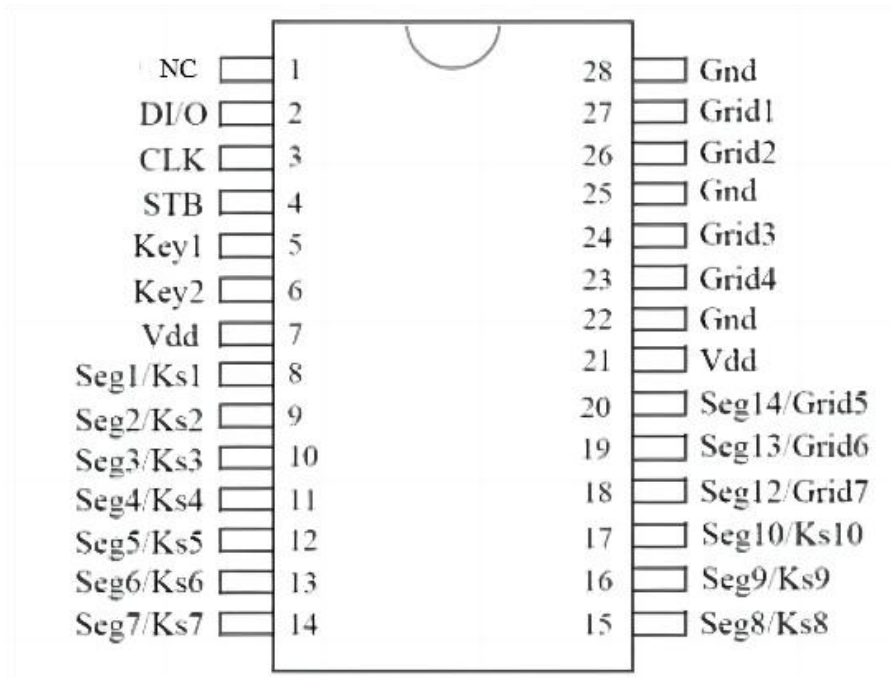 NC 1 28 Gnd
DI/O 2 27 Grid1
CLK 3 26 Grid2
STB 4 25 Gnd
Key1 5 24 Grid3
Key2 6 23 Grid4
Vdd 7 22 Gnd
Seg1/Ks1 8 21 Vdd
Seg2/Ks2 9 20 Seg14/Grid5
Seg3/Ks3 10 19 Seg13/Grid6
Seg4/Ks4 11 18 Seg12/Grid7
Seg5/Ks5 12 17 Seg10/Ks10
Seg6/Ks6 13 16 Seg9/Ks9
Seg7/Ks7 14 15 Seg8/Ks8